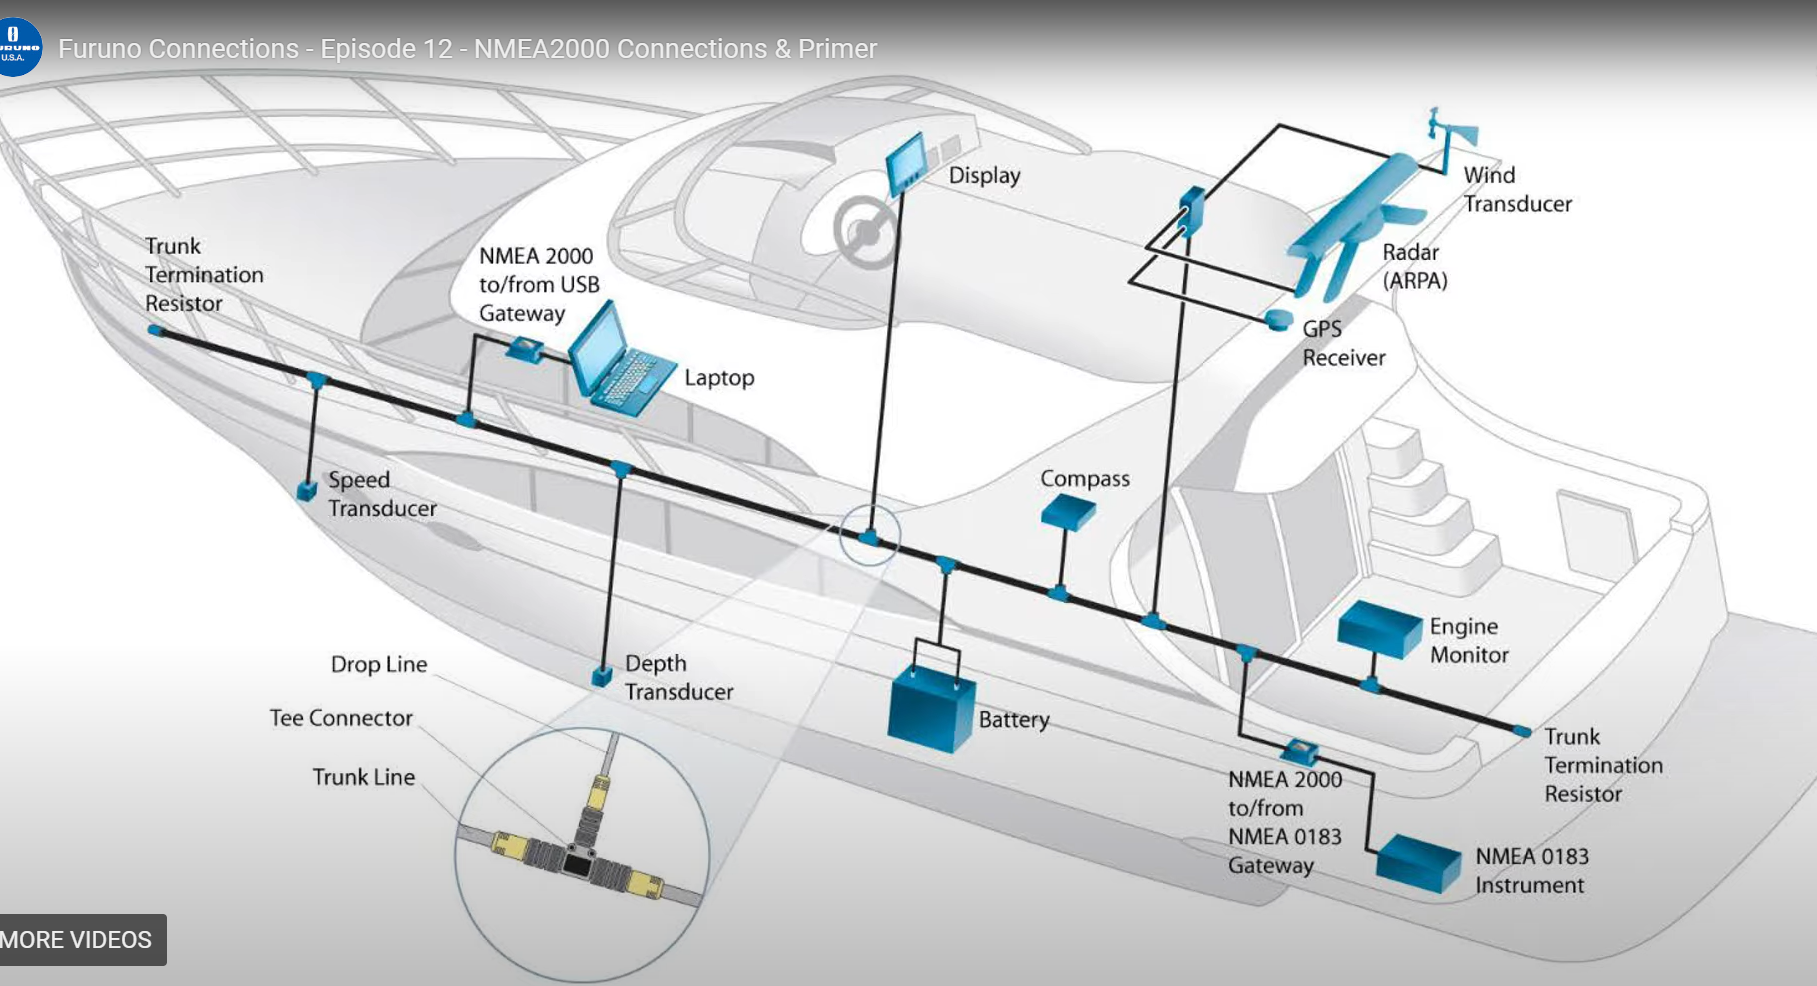 FURUNO
U.S.A.
Furuno Connections - Episode 12 - NMEA2000 Connections & Primer
Display
Wind
Transducer
Radar
(ARPA)
GPS
Receiver
Trunk
Termination
Resistor
NMEA 2000
to/from USB
Gateway
Laptop
Speed
Transducer
Compass
Engine
Monitor
Drop Line
Tee Connector
Trunk Line
Depth
Transducer
Battery
Trunk
Termination
Resistor
NMEA 2000
to/from
NMEA 0183
Gateway
NMEA 0183
Instrument
MORE VIDEOS